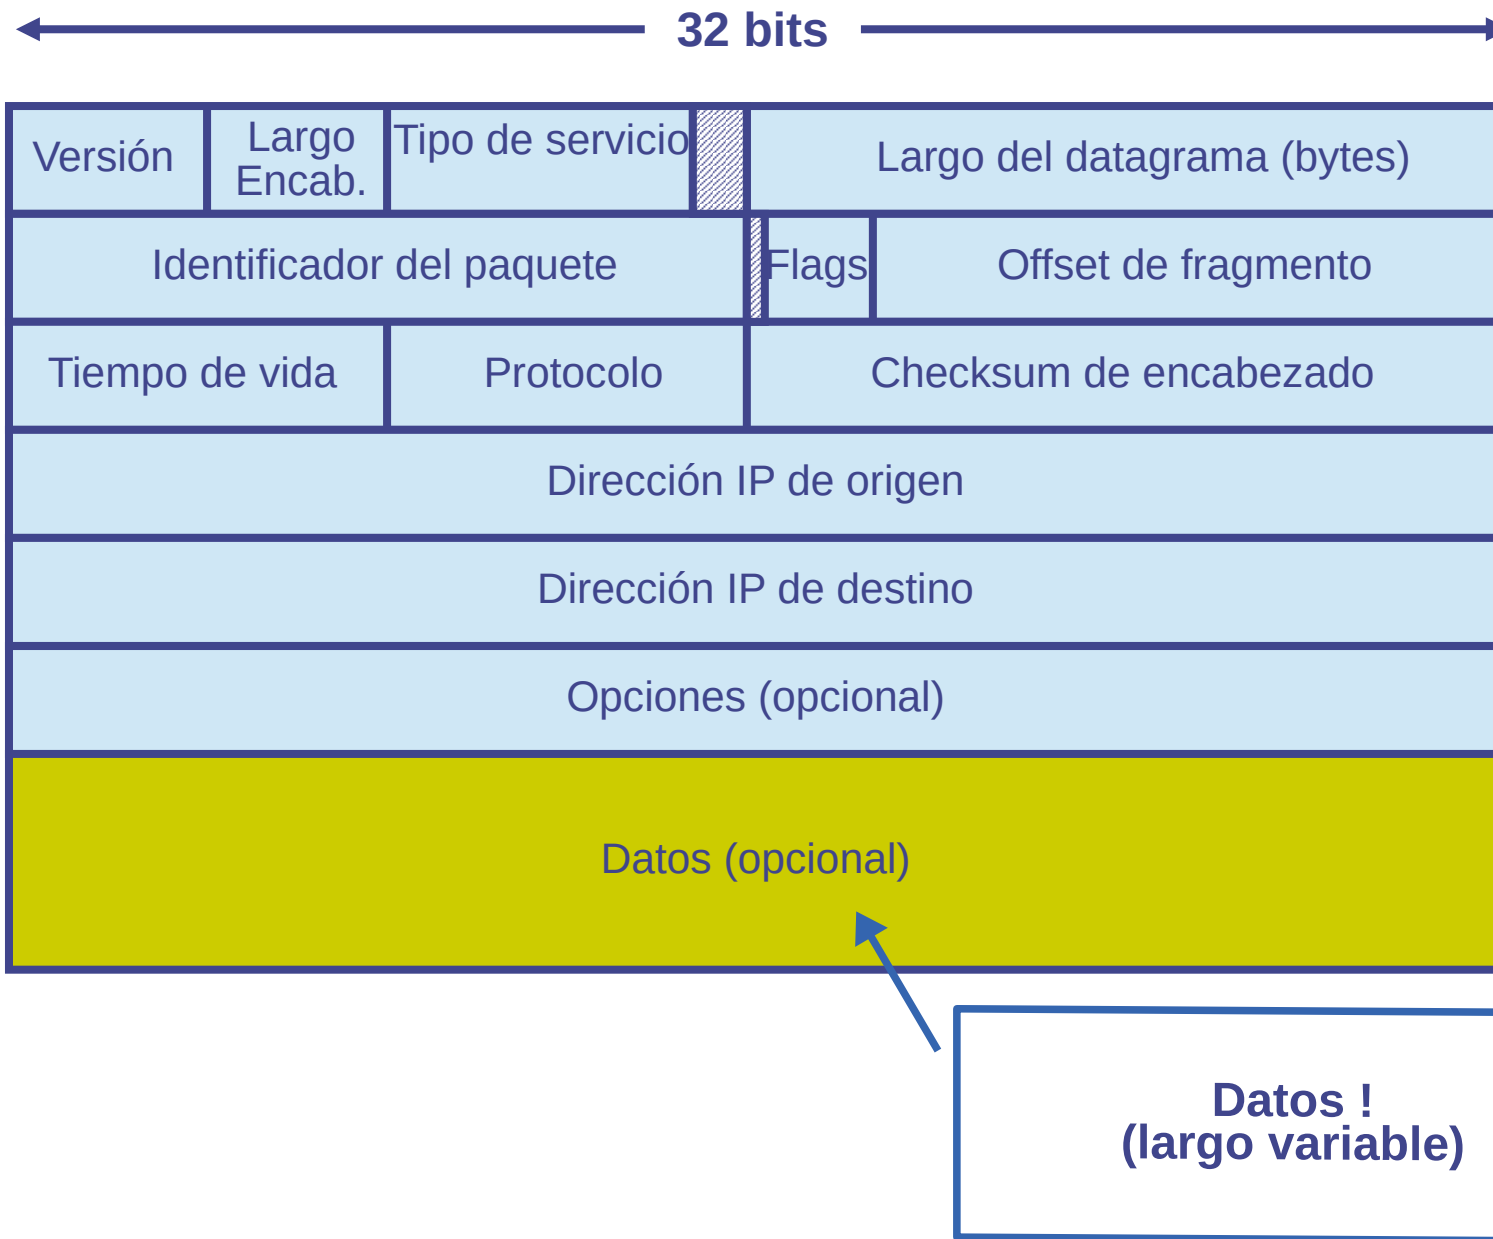 32 bits
Versión
Largo
Encab.
Tipo de servicio
Largo del datagrama (bytes)
Identificador del paquete
Flags
Offset de fragmento
Tiempo de vida
Protocolo
Checksum de encabezado
Dirección IP de origen
Dirección IP de destino
Opciones (opcional)
Datos (opcional)
Datos !
(largo variable)